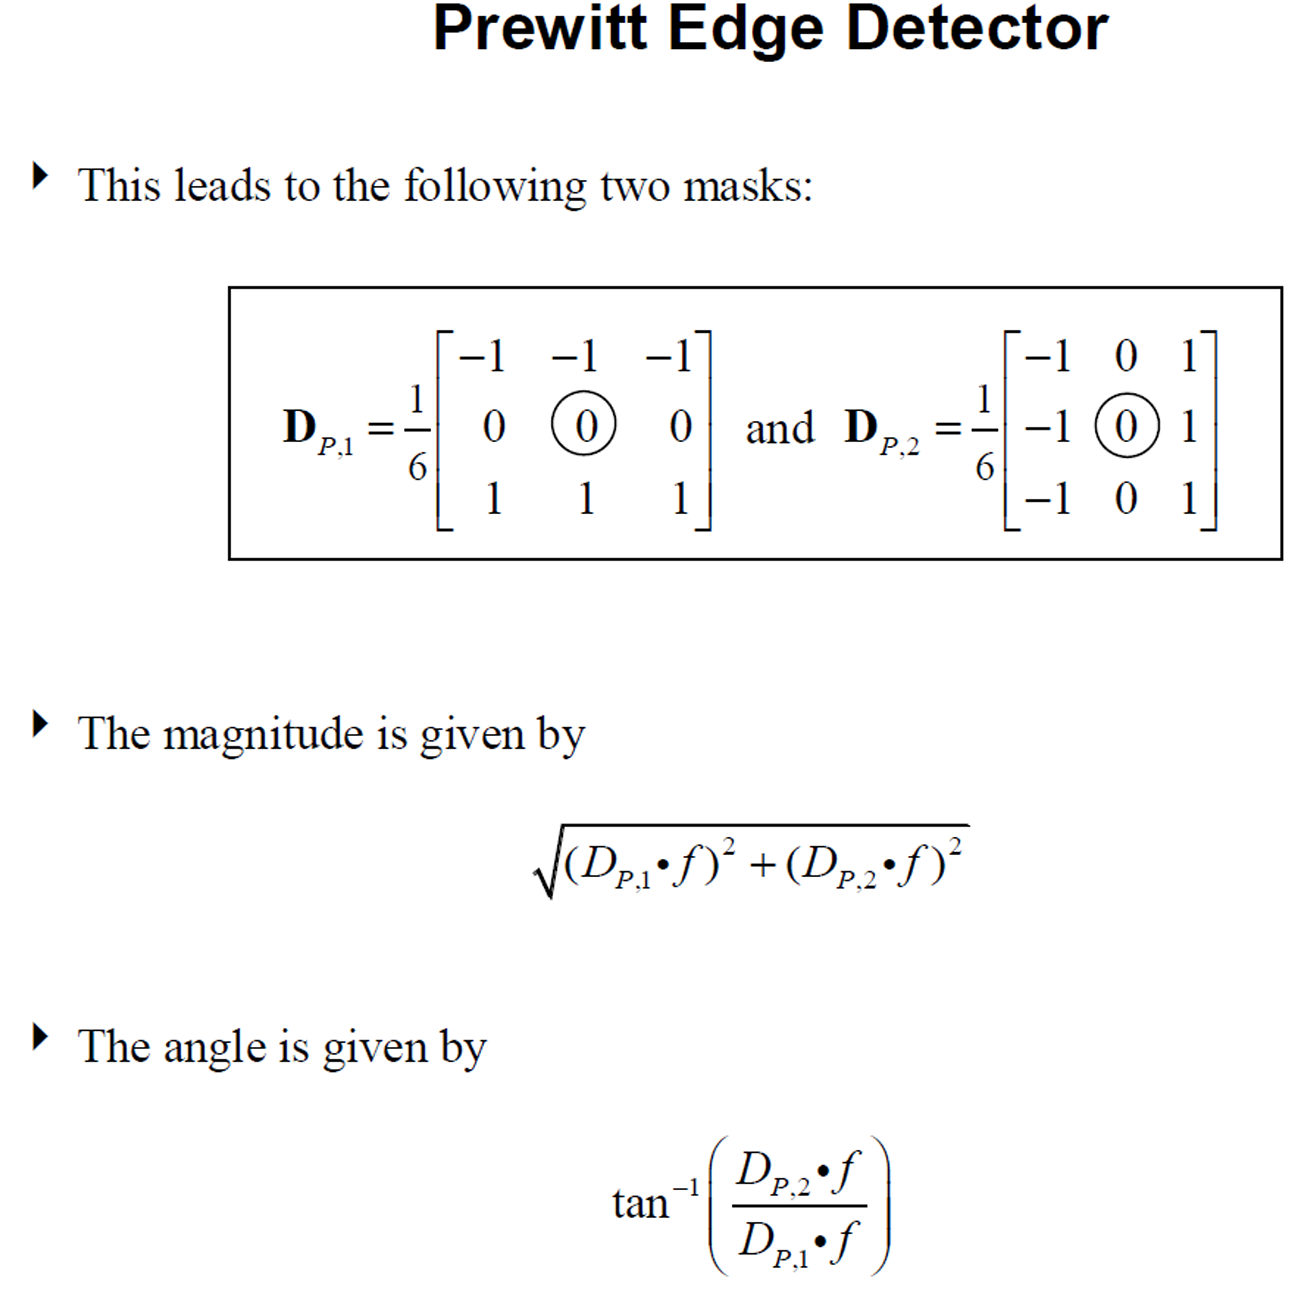 Prewitt Edge Detector
This leads to the following two masks:
D_{P,1} = \frac{1}{6} \begin{bmatrix} -1 & -1 & -1 \\ 0 & 0 & 0 \\ 1 & 1 & 1 \end{bmatrix} and D_{P,2} = \frac{1}{6} \begin{bmatrix} -1 & 0 & 1 \\ -1 & 0 & 1 \\ -1 & 0 & 1 \end{bmatrix}
The magnitude is given by
\sqrt{(D_{P,1} \bullet f)^2 + (D_{P,2} \bullet f)^2}
The angle is given by
\tan^{-1} \left( \frac{D_{P,2} \bullet f}{D_{P,1} \bullet f} \right)